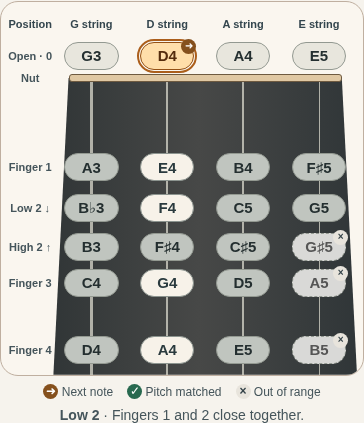 Position G string D string A string E string
Open · 0 G3 D4 ➜ A4 E5
Nut
Finger 1 A3 E4 B4 F♯5
Low 2 ↓ B♭3 F4 C5 G5
High 2 ↑ B3 F♯4 C♯5 G♯5 ×
Finger 3 C4 G4 D5 A5 ×
Finger 4 D4 A4 E5 B5 ×
➜ Next note ✓ Pitch matched × Out of range
Low 2 · Fingers 1 and 2 close together.